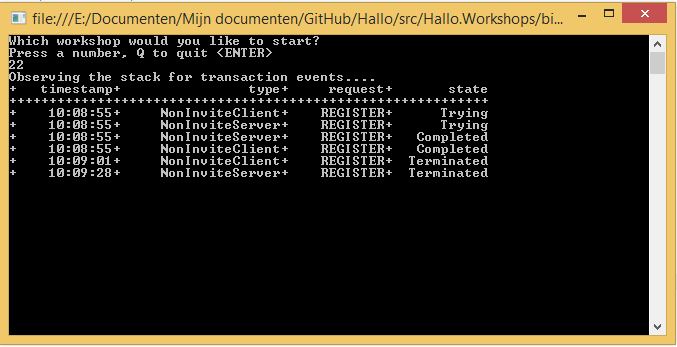 file:///E:/Documenten/Mijn documenten/GitHub/Hallo/src/Hallo.Workshops/bi...
Which workshop would you like to start?
Press a number, Q to quit <ENTER>
22
Observing the stack for transaction events....
+ timestamp+ type+ request+ state
+++++++++++++++++++++++++++++++++++++++++++++++++++++++++++++
+ 10:08:55+ NonInviteClient+ REGISTER+ Trying
+ 10:08:55+ NonInviteServer+ REGISTER+ Trying
+ 10:08:55+ NonInviteServer+ REGISTER+ Completed
+ 10:08:55+ NonInviteClient+ REGISTER+ Completed
+ 10:09:01+ NonInviteClient+ REGISTER+ Terminated
+ 10:09:28+ NonInviteServer+ REGISTER+ Terminated